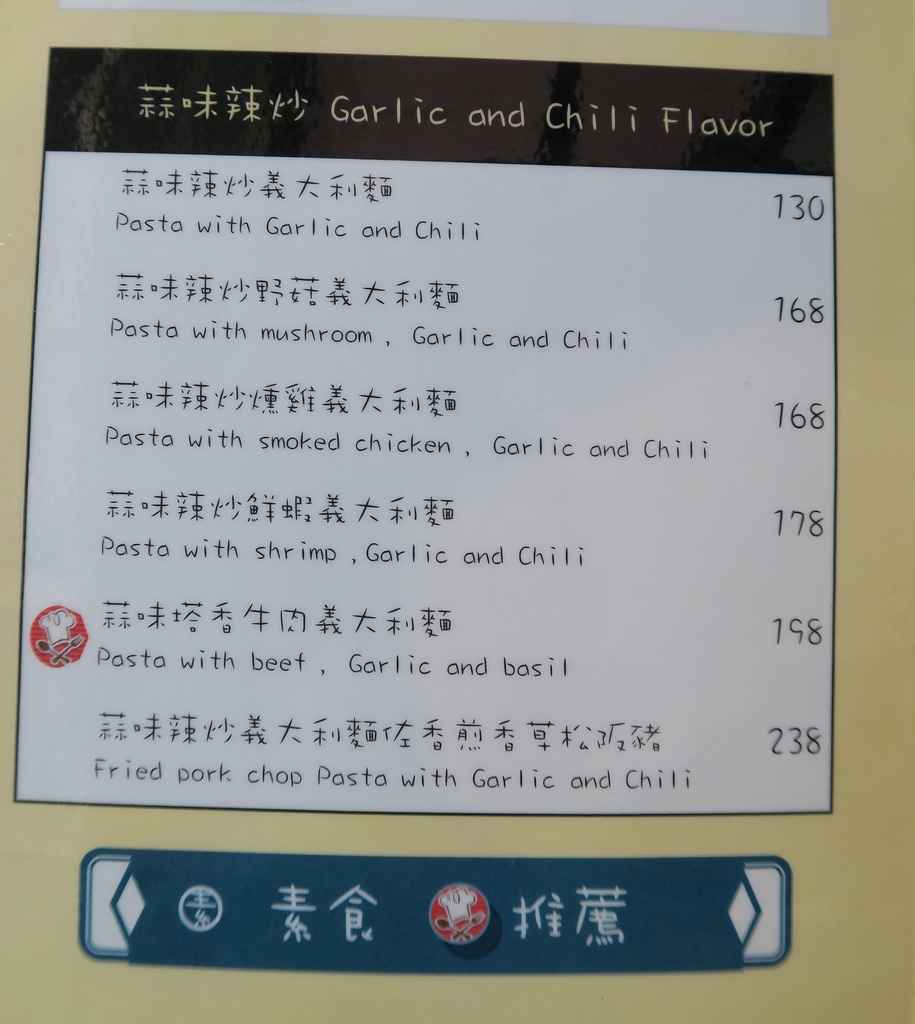 蒜味辣炒 Garlic and Chili Flavor
蒜味辣炒義大利麵 130
Pasta with Garlic and Chili
蒜味辣炒野菇義大利麵 168
Pasta with mushroom , Garlic and Chili
蒜味辣炒燻雞義大利麵 168
Pasta with smoked chicken , Garlic and Chili
蒜味辣炒鮮蝦義大利麵 178
Pasta with shrimp ,Garlic and Chili
蒜味塔香牛肉義大利麵 198
Pasta with beef , Garlic and basil
蒜味辣炒義大利麵佐香煎香草松阪豬 238
Fried pork chop Pasta with Garlic and Chili
素 素食 推薦